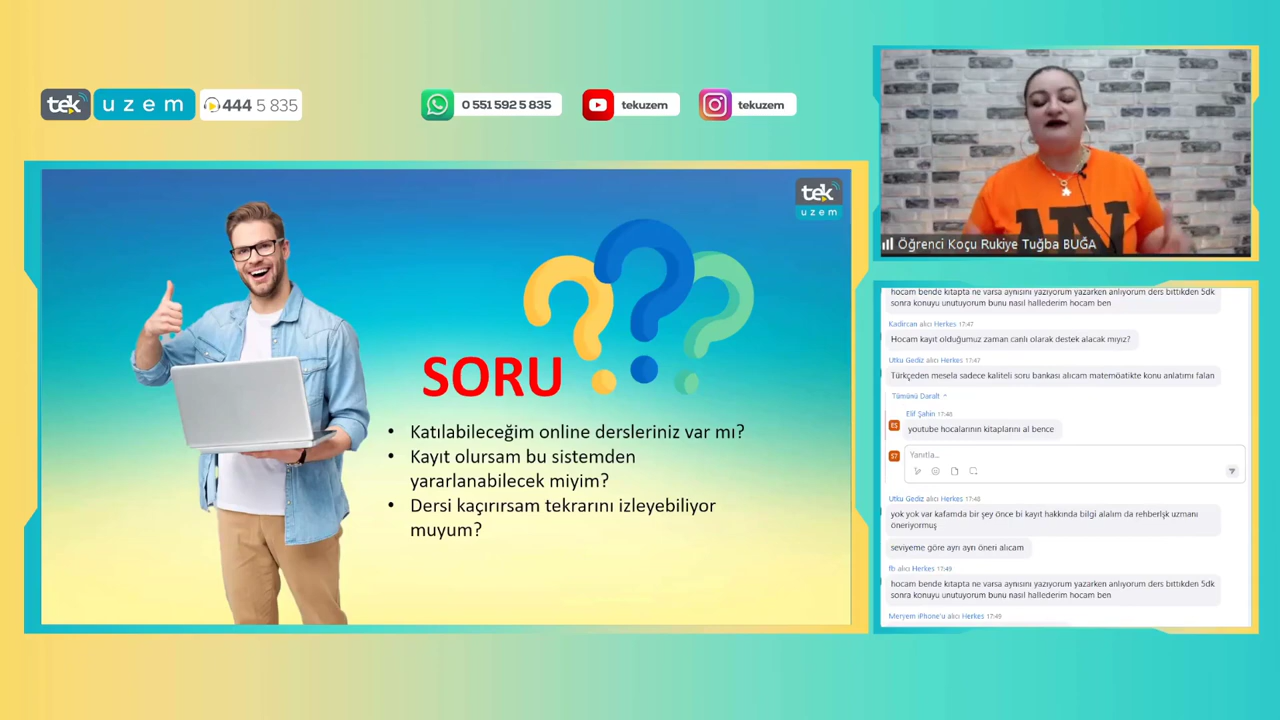 tek uzem 444 5 835
0 551 592 5 835
tekuzem
tekuzem
tek
uzem
SORU
• Katılabileceğim online dersleriniz var mı?
• Kayıt olursam bu sistemden
yararlanabilecek miyim?
• Dersi kaçırırsam tekrarını izleyebiliyor
muyum?
Öğrenci Koçu Rukiye Tuğba BUĞA
hocam bende kitapta ne varsa aynısını yazıyorum yazarken anlıyorum ders bittikden 5dk
sonra konuyu unutuyorum bunu nasıl hallederim hocam ben
Kadircan alıcı Herkes 17:47
Hocam kayıt olduğumuz zaman canlı olarak destek alacak mıyız?
Utku Gediz alıcı Herkes 17:47
Türkçeden mesela sadece kaliteli soru bankası alıcam matemöatikte konu anlatımı falan
Tümünü Daralt
Elif Şahin 17:48
ES
youtube hocalarının kitaplarını al bence
Yanıtla...
Utku Gediz alıcı Herkes 17:48
yok yok var kafamda bir şey önce bi kayıt hakkında bilgi alalım da rehberlşk uzmanı
öneriyormuş
seviyeme göre ayrı ayrı öneri alıcam
fb alıcı Herkes 17:49
hocam bende kıtapta ne varsa aynısını yazıyorum yazarken anlıyorum ders bıttıkden 5dk
sonra konuyu unutuyorum bunu nasıl hallederım hocam ben
Meryem iPhone'u alıcı Herkes 17:49